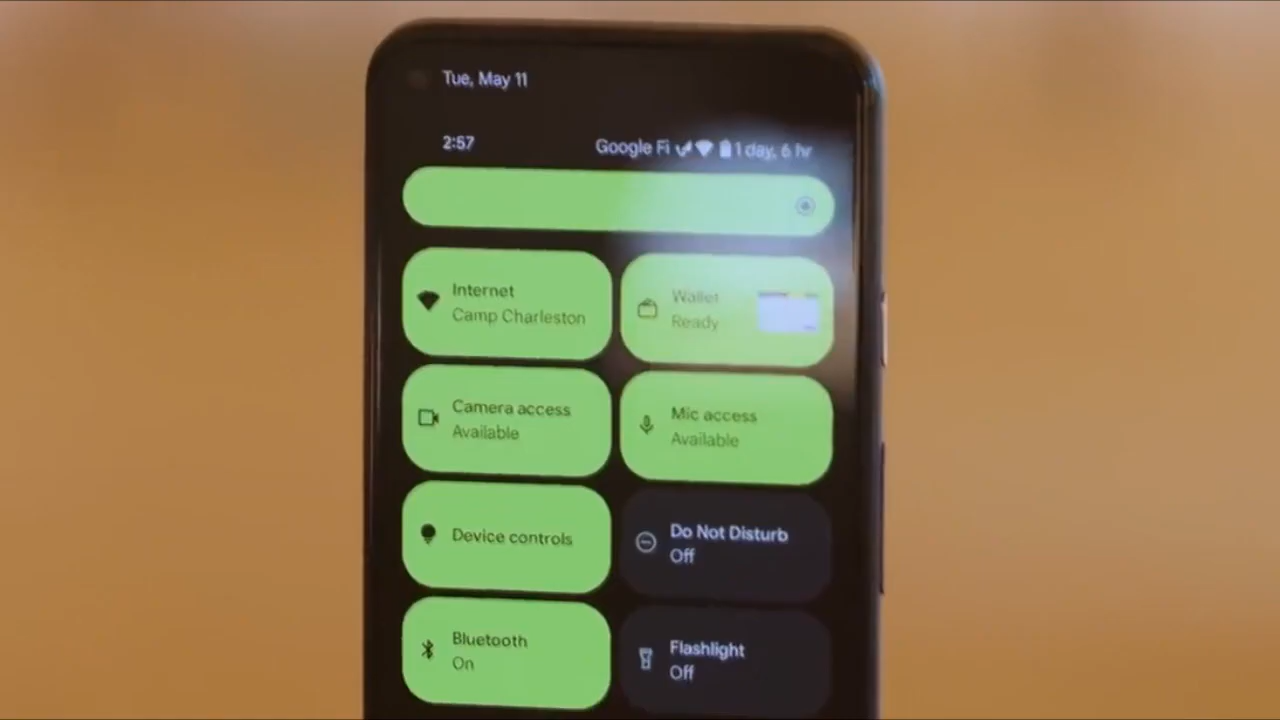 Tue, May 11
2:57
Google Fi 1 day, 6 hr
Internet
Camp Charleston
Wallet
Ready
Camera access
Available
Mic access
Available
Device controls
Do Not Disturb
Off
Bluetooth
On
Flashlight
Off